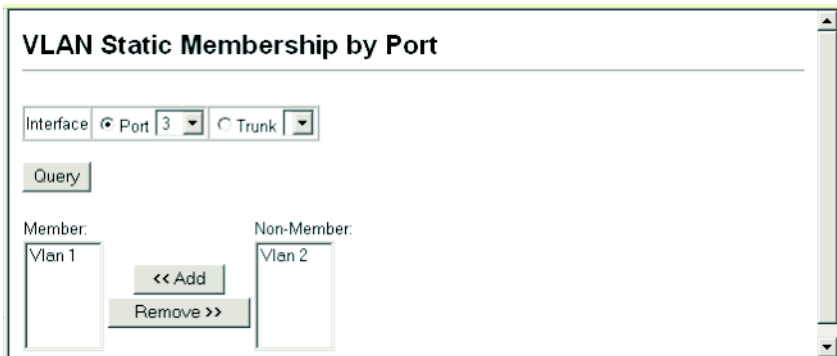 VLAN Static Membership by Port
Interface Port 3 Trunk
Query
Member: Non-Member:
Vlan 1 Vlan 2
<< Add
Remove >>